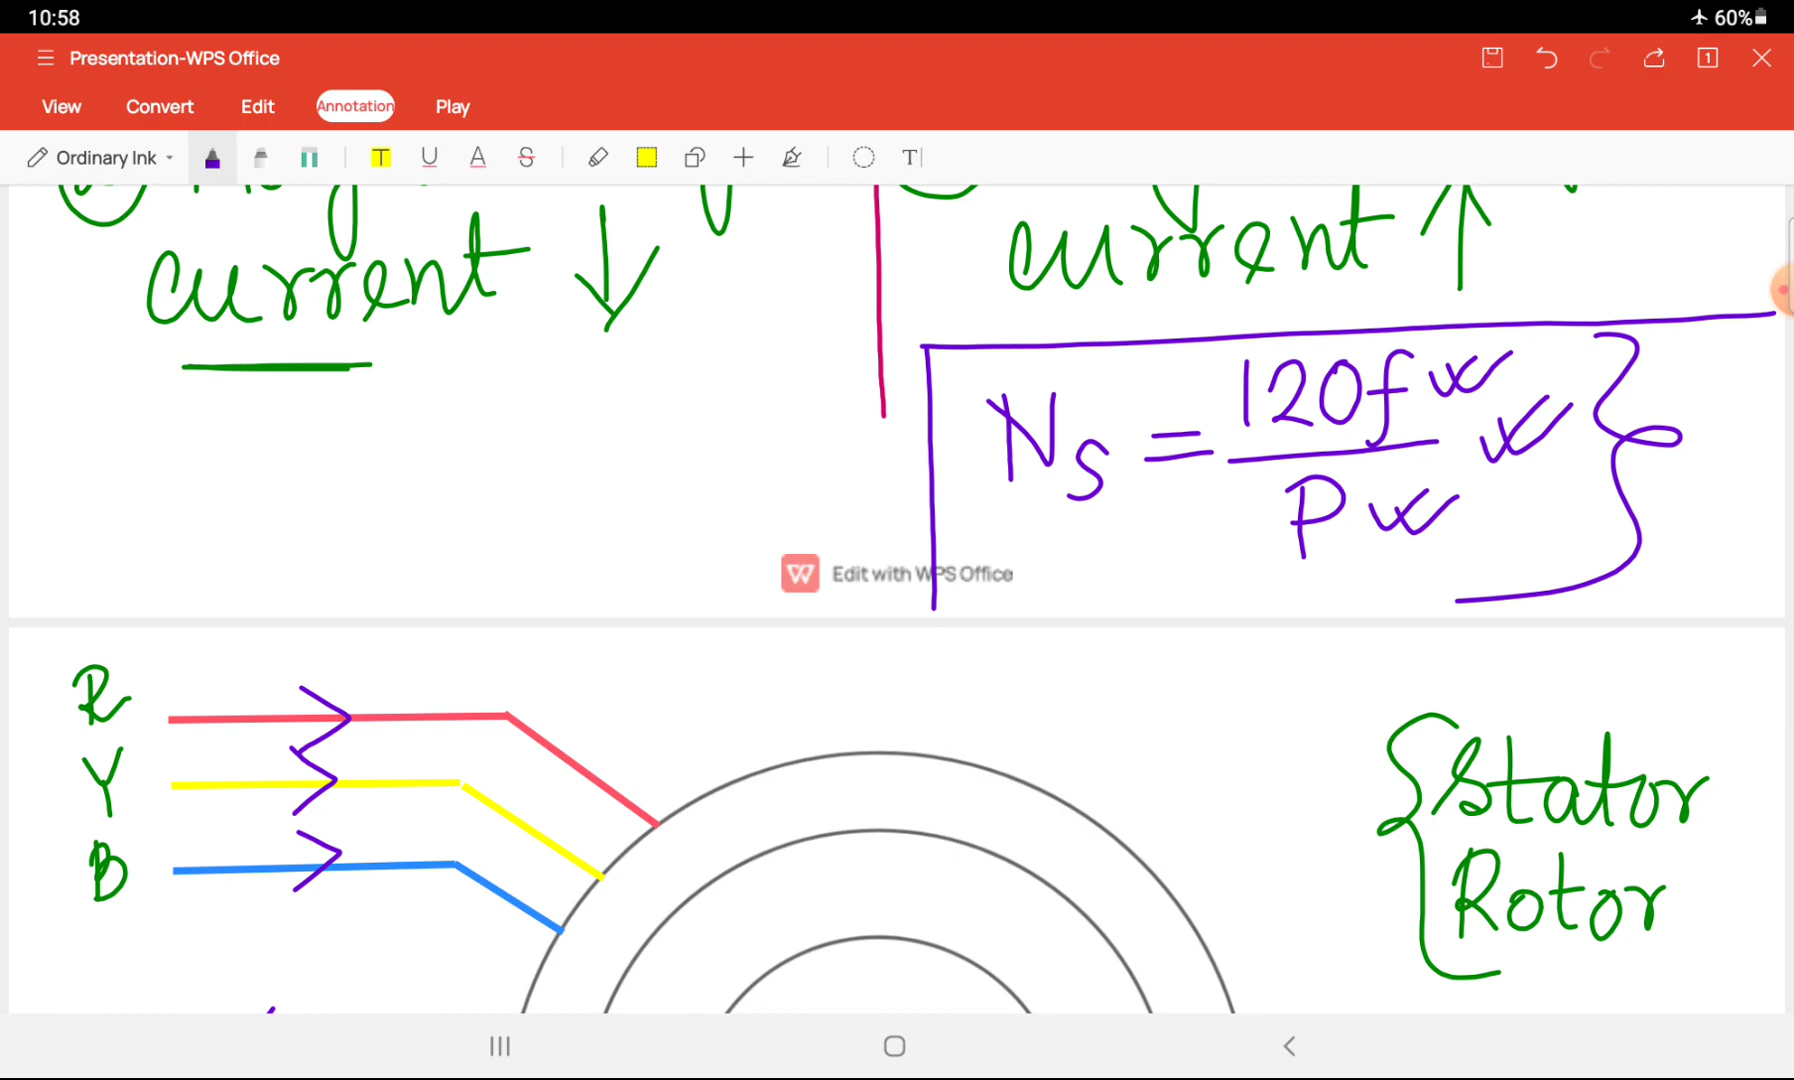 10:58
60%
Presentation-WPS Office
1
View Convert Edit Annotation Play
Ordinary Ink T U A S T
current ↓
current ↑
Ns = 120f / P
Edit with WPS Office
R
Y
B
Stator
Rotor